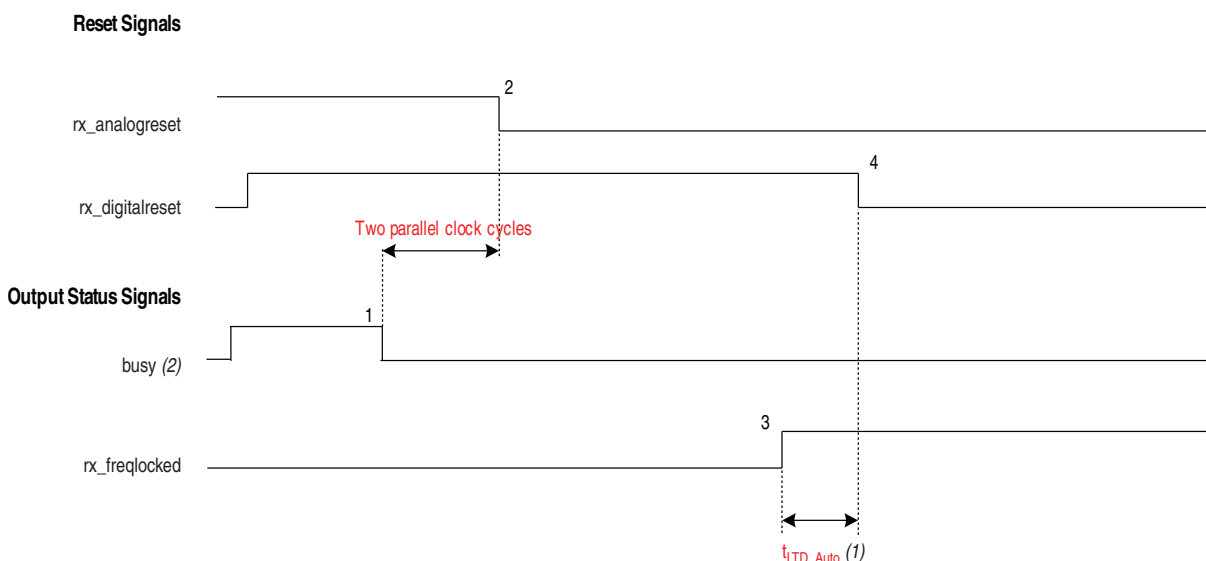 Reset Signals
2
rx_analogreset
4
rx_digitalreset
Two parallel clock cycles
Output Status Signals
1
busy (2)
3
rx_freqlocked
tLTD_Auto (1)